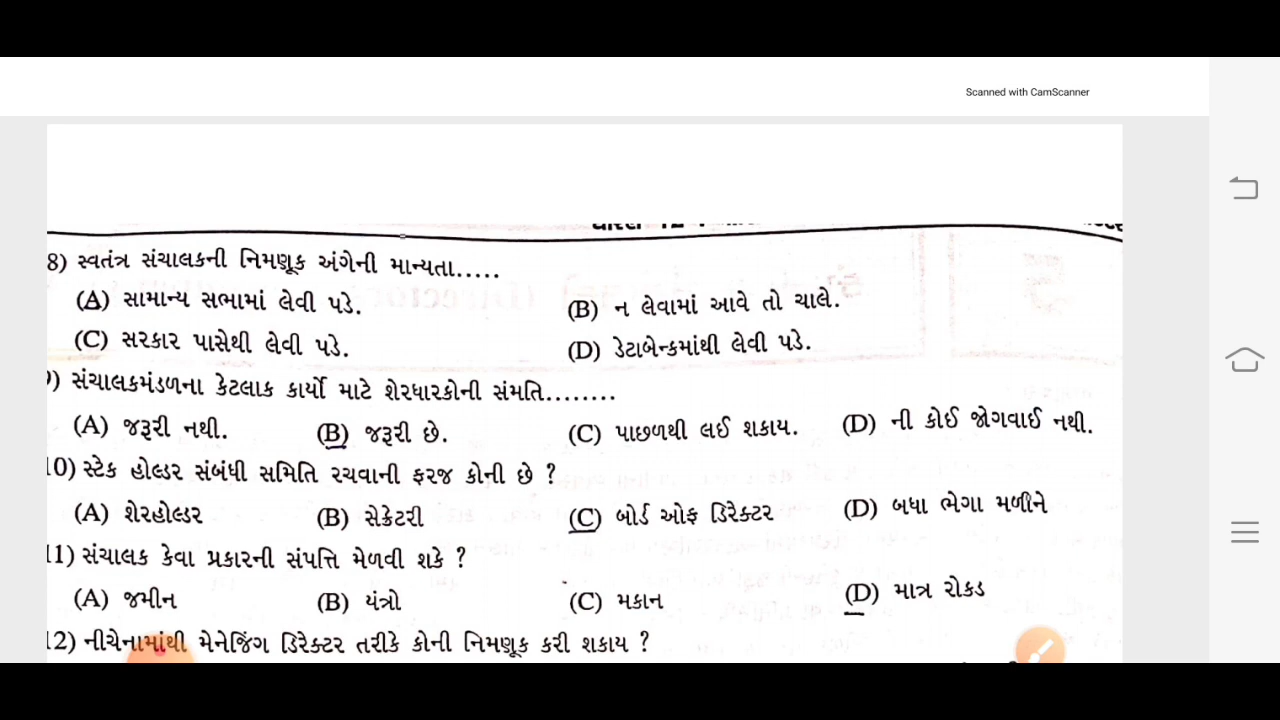 Scanned with CamScanner
8) સ્વતંત્ર સંચાલકની નિમણૂક અંગેની માન્યતા.....
(A) સામાન્ય સભામાં લેવી પડે. (B) ન લેવામાં આવે તો ચાલે.
(C) સરકાર પાસેથી લેવી પડે. (D) ડેટાબેન્કમાંથી લેવી પડે.
) સંચાલકમંડળના કેટલાક કાર્યો માટે શેરધારકોની સંમતિ........
(A) જરૂરી નથી. (B) જરૂરી છે. (C) પાછળથી લઈ શકાય. (D) ની કોઈ જોગવાઈ નથી.
10) સ્ટેક હોલ્ડર સંબંધી સમિતિ રચવાની ફરજ કોની છે ?
(A) શેરહોલ્ડર (B) સેક્રેટરી (C) બોર્ડ ઓફ ડિરેક્ટર (D) બધા ભેગા મળીને
11) સંચાલક કેવા પ્રકારની સંપત્તિ મેળવી શકે ?
(A) જમીન (B) યંત્રો (C) મકાન (D) માત્ર રોકડ
12) નીચેનામાંથી મેનેજિંગ ડિરેક્ટર તરીકે કોની નિમણૂક કરી શકાય ?